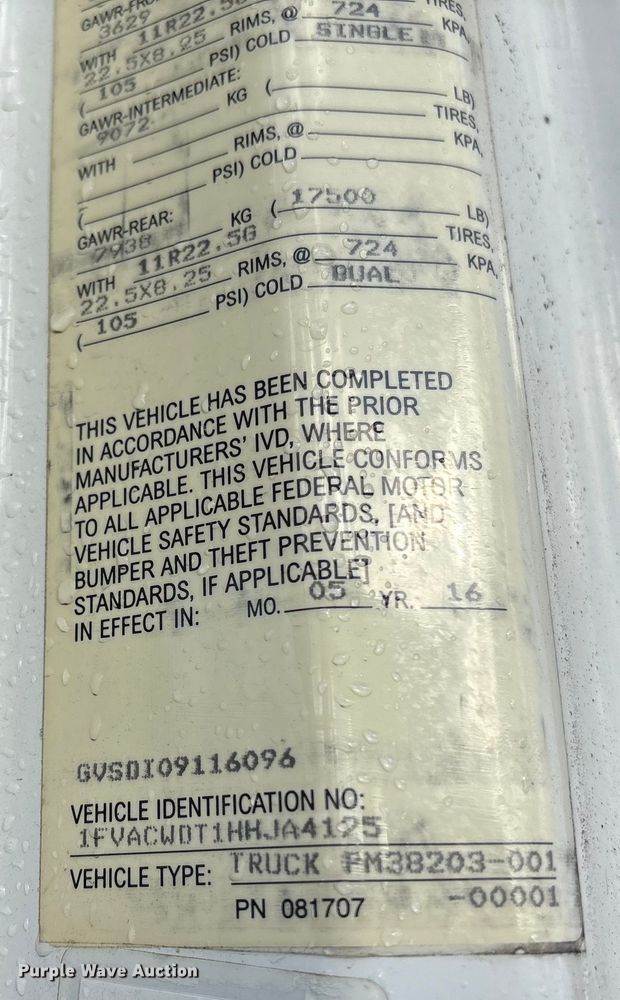 GAWR-FRO
3629
TIRES,
WITH 11R22.5G RIMS, @ 724 KPA,
22.5X8.25 PSI) COLD SINGLE
( 105
GAWR-INTERMEDIATE:
9072 KG ( LB)
WITH RIMS, @ TIRES,
( PSI) COLD KPA,
GAWR-REAR:
7938 KG ( 17500 LB)
WITH 11R22.5G TIRES,
22.5X8.25 RIMS, @ 724 KPA,
( 105 PSI) COLD DUAL
THIS VEHICLE HAS BEEN COMPLETED
IN ACCORDANCE WITH THE PRIOR
MANUFACTURERS' IVD, WHERE
APPLICABLE. THIS VEHICLE CONFORMS
TO ALL APPLICABLE FEDERAL MOTOR
VEHICLE SAFETY STANDARDS, [AND
BUMPER AND THEFT PREVENTION
STANDARDS, IF APPLICABLE]
IN EFFECT IN: MO. 05 YR. 16
GVSDI09116096
VEHICLE IDENTIFICATION NO:
1FVACWDT1HHJA4125
VEHICLE TYPE: TRUCK FM38203-001
PN 081707 -00001
Purple Wave Auction